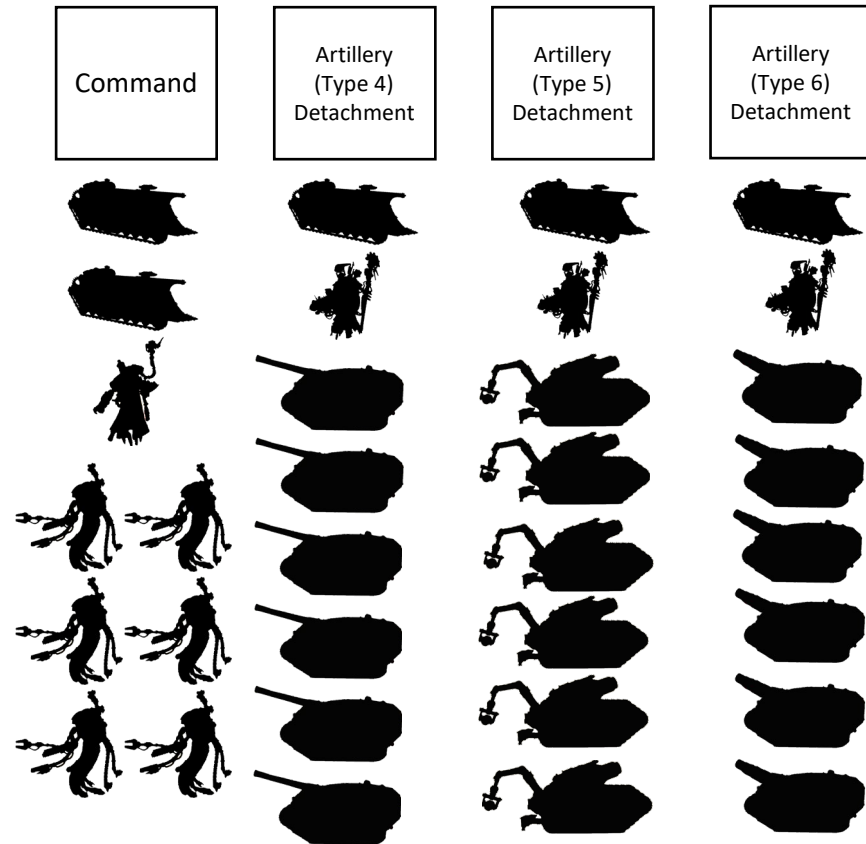 Command
Artillery
(Type 4)
Detachment
Artillery
(Type 5)
Detachment
Artillery
(Type 6)
Detachment